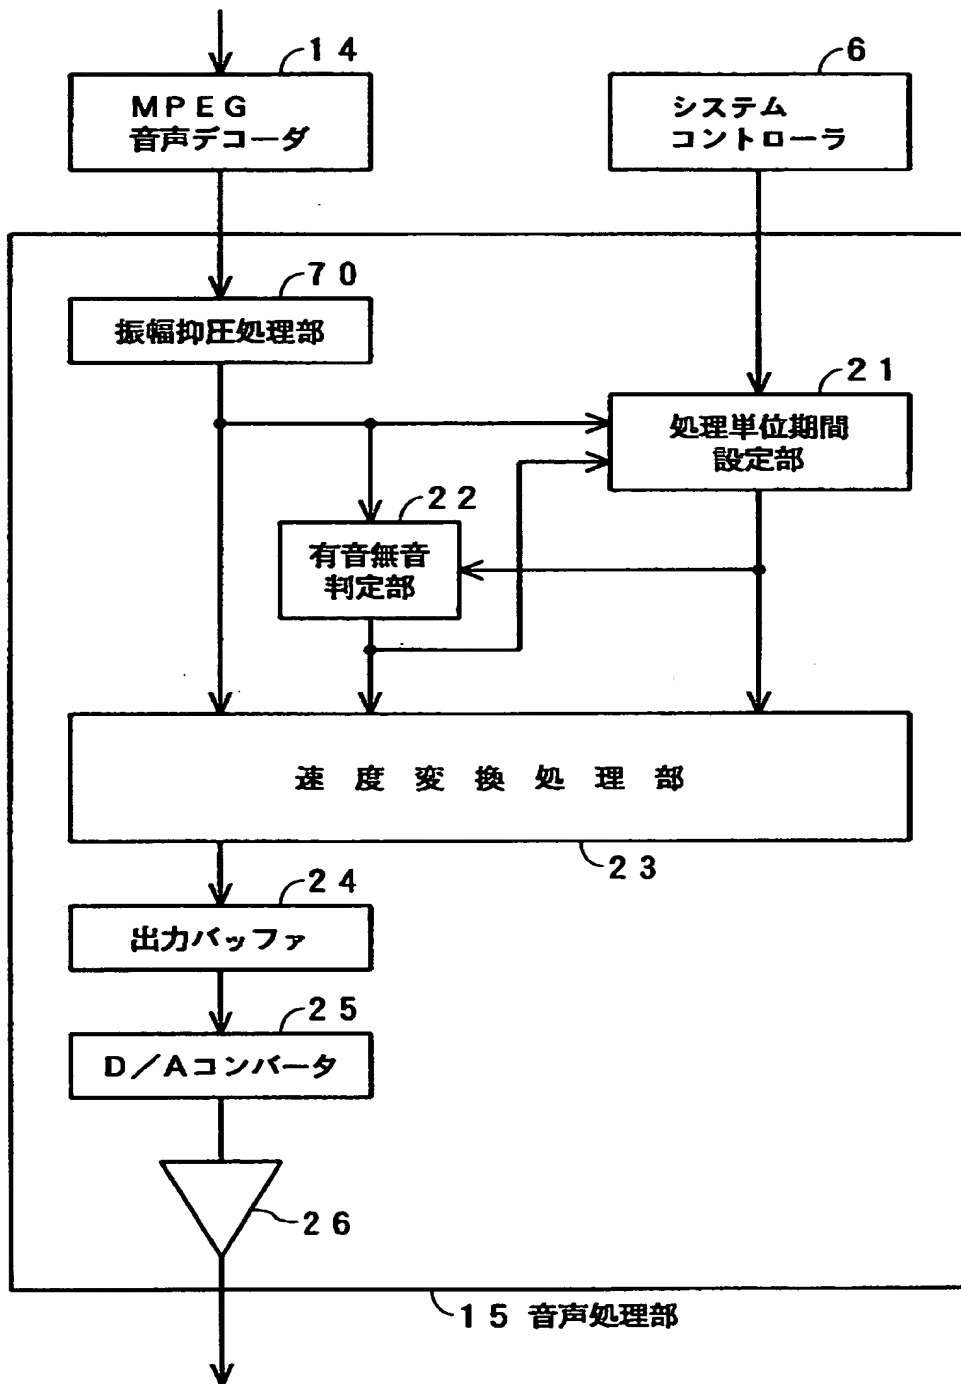 14
6
MPEG
音声デコーダ
システム
コントローラ
70
振幅抑圧処理部
21
処理単位期間
設定部
22
有音無音
判定部
速度変換処理部
23
24
出力バッファ
25
D/Aコンバータ
26
15 音声処理部